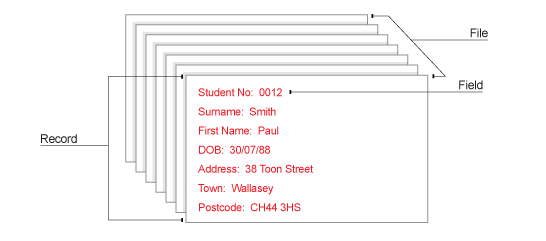 File
Field
Record
Student No: 0012
Surname: Smith
First Name: Paul
DOB: 30/07/88
Address: 38 Toon Street
Town: Wallasey
Postcode: CH44 3HS